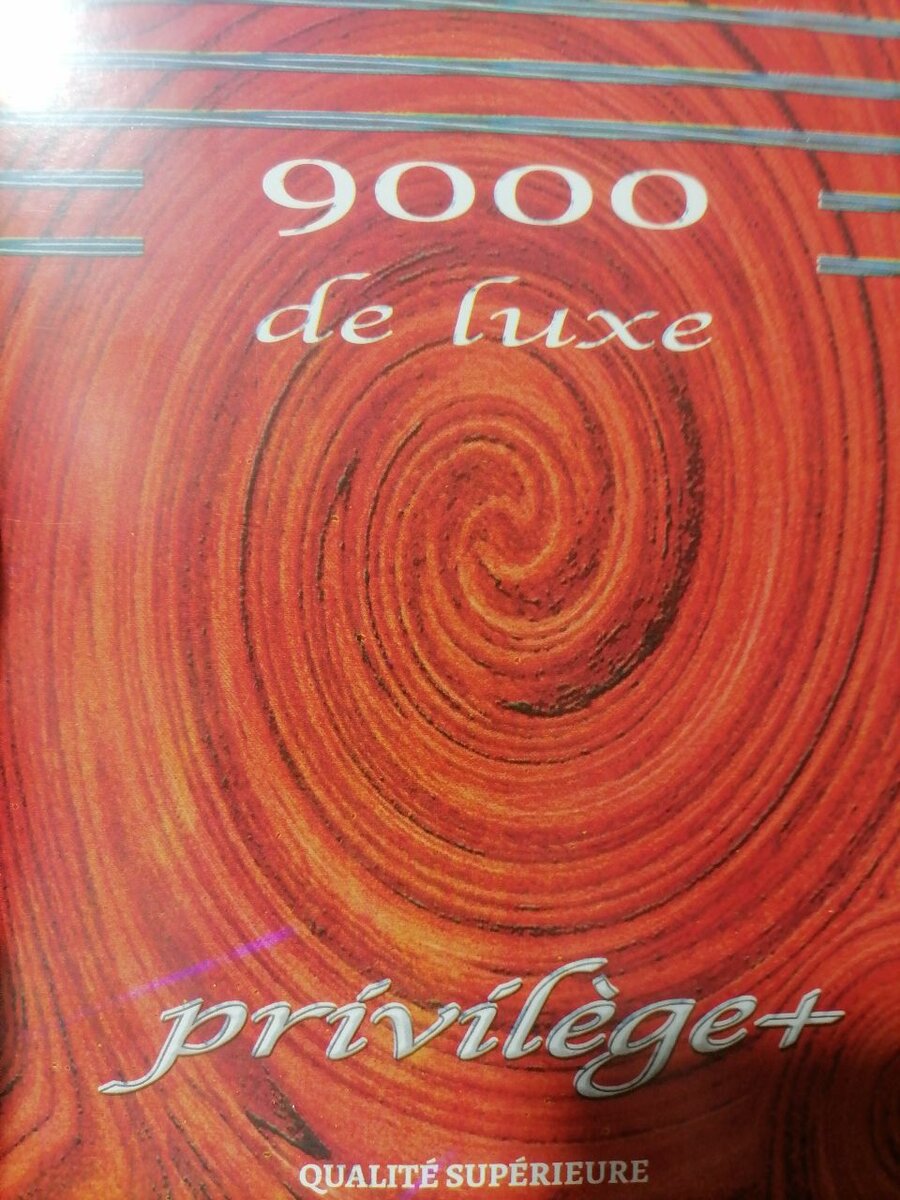 9000
de luxe
privilège+
QUALITÉ SUPÉRIEURE